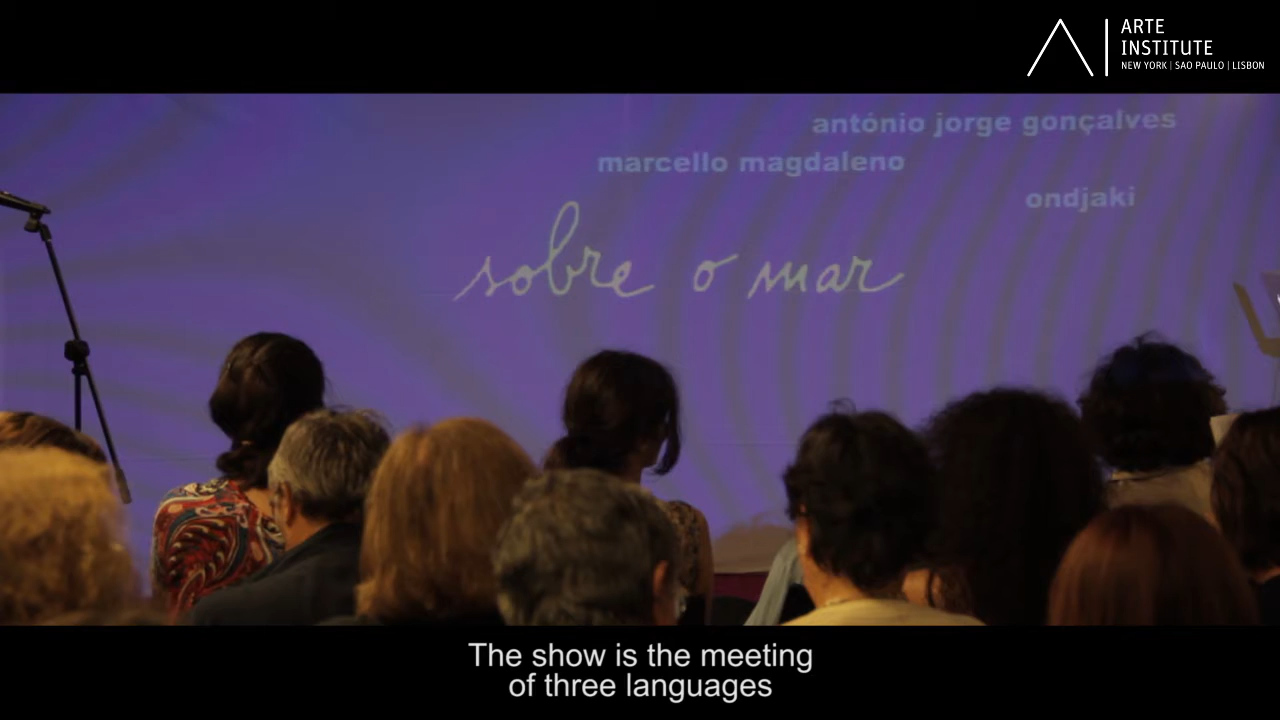 ARTE
INSTITUTE
NEW YORK | SAO PAULO | LISBON
antónio jorge gonçalves
marcello magdaleno
ondjaki
sobre o mar
The show is the meeting
of three languages